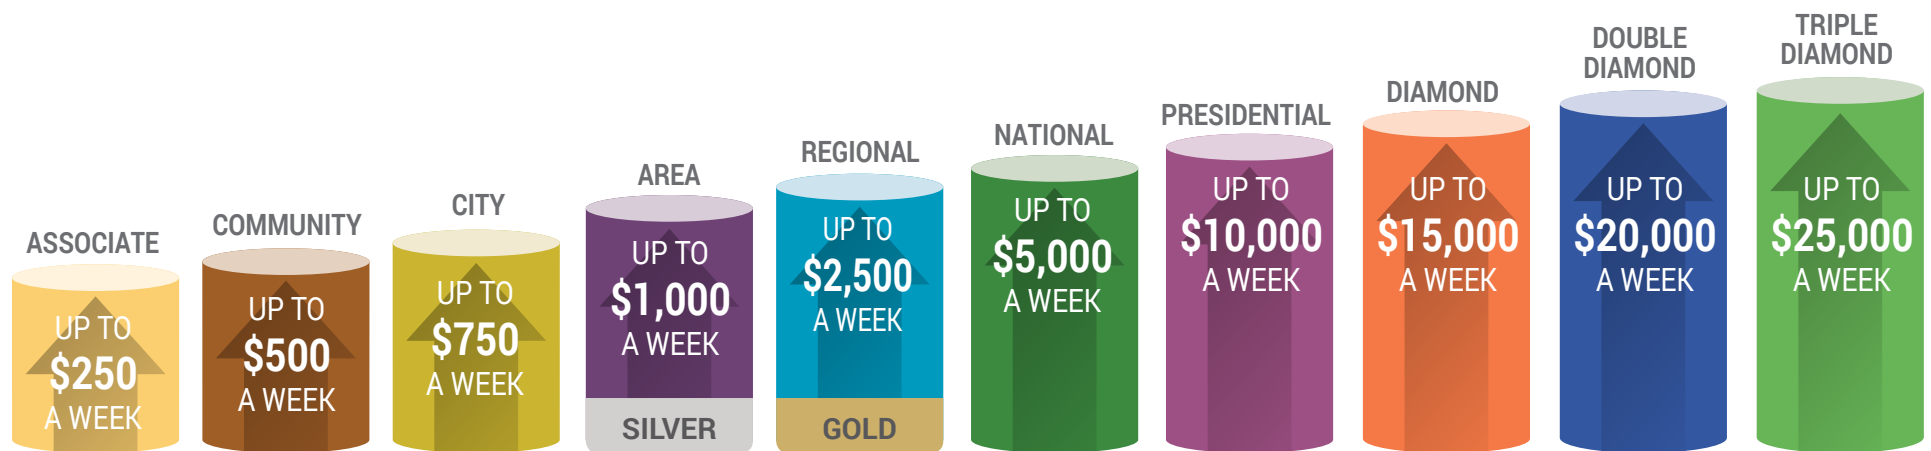 ASSOCIATE
UP TO
$250
A WEEK
COMMUNITY
UP TO
$500
A WEEK
CITY
UP TO
$750
A WEEK
AREA
UP TO
$1,000
A WEEK
SILVER
REGIONAL
UP TO
$2,500
A WEEK
GOLD
NATIONAL
UP TO
$5,000
A WEEK
PRESIDENTIAL
UP TO
$10,000
A WEEK
DIAMOND
UP TO
$15,000
A WEEK
DOUBLE
DIAMOND
UP TO
$20,000
A WEEK
TRIPLE
DIAMOND
UP TO
$25,000
A WEEK